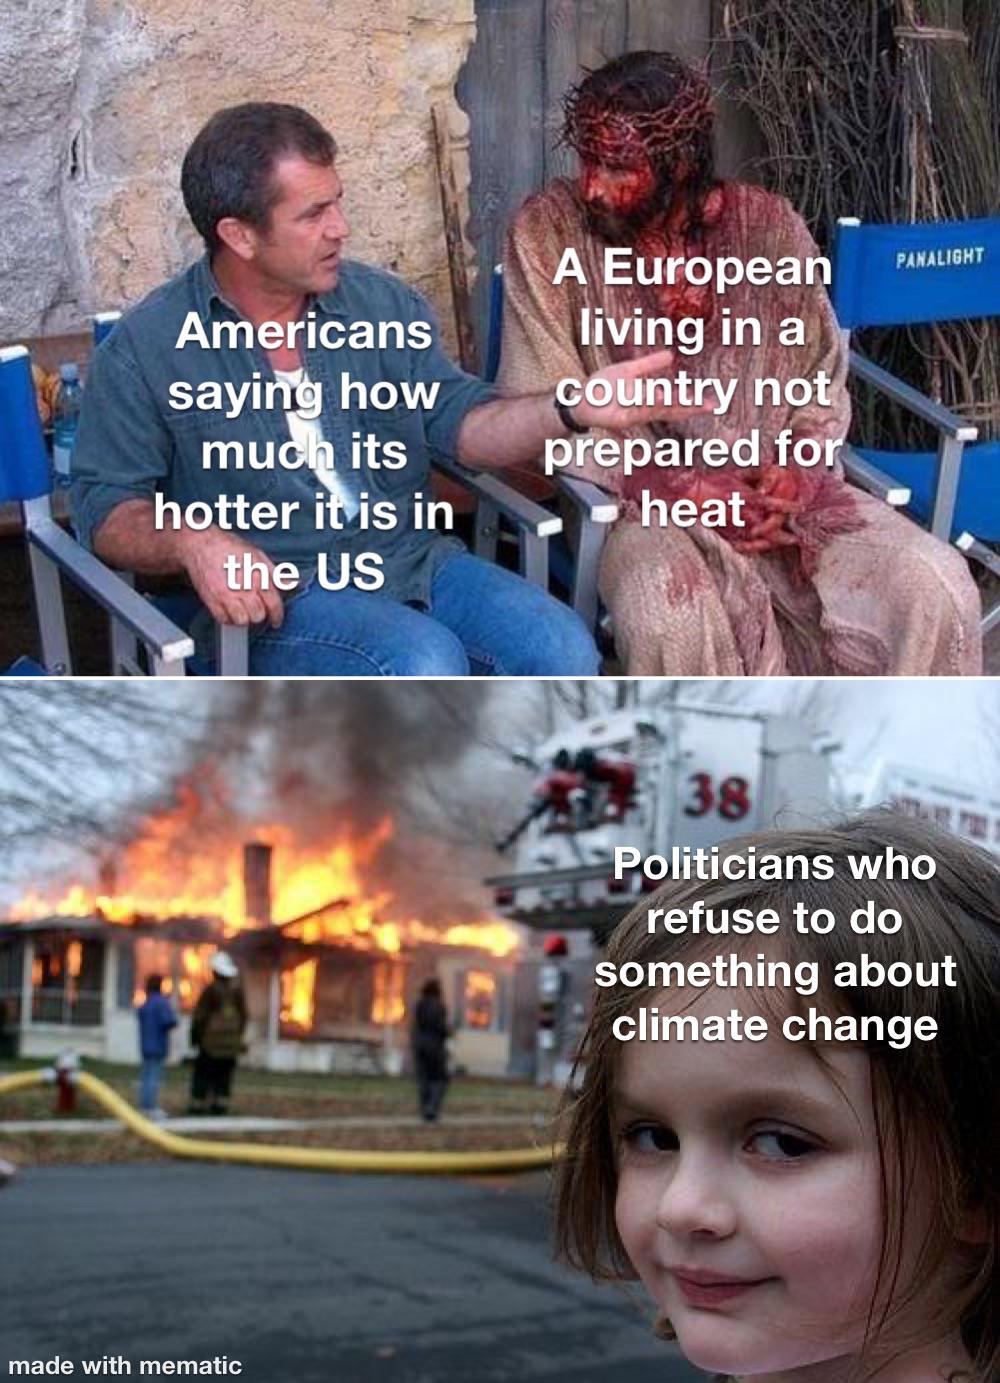 PANALIGHT
Americans
saying how
much its
hotter it is in
the US
A European
living in a
country not
prepared for
heat
38
Politicians who
refuse to do
something about
climate change
made with mematic